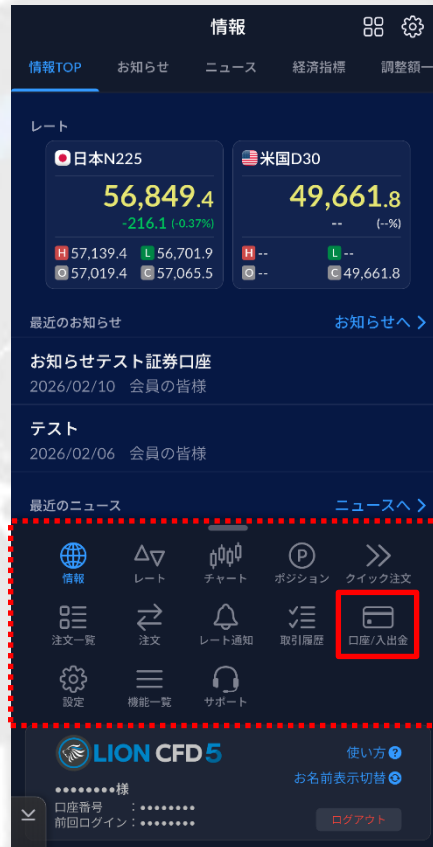 情報
情報TOP お知らせ ニュース 経済指標 調整額一
レート
日本N225 米国D30
56,849.4 49,661.8
-216.1 (-0.37%) -- (--%)
H 57,139.4 L 56,701.9 H -- L --
O 57,019.4 C 57,065.5 O -- C 49,661.8
最近のお知らせ お知らせへ
お知らせテスト証券口座
2026/02/10 会員の皆様
テスト
2026/02/06 会員の皆様
最近のニュース ニュースへ
情報 レート チャート ポジション クイック注文
注文一覧 注文 レート通知 取引履歴 口座/入出金
設定 機能一覧 サポート
LION CFD 5 使い方?
お名前表示切替
••••••••様
口座番号 :••••••••
前回ログイン:•••••••• ログアウト